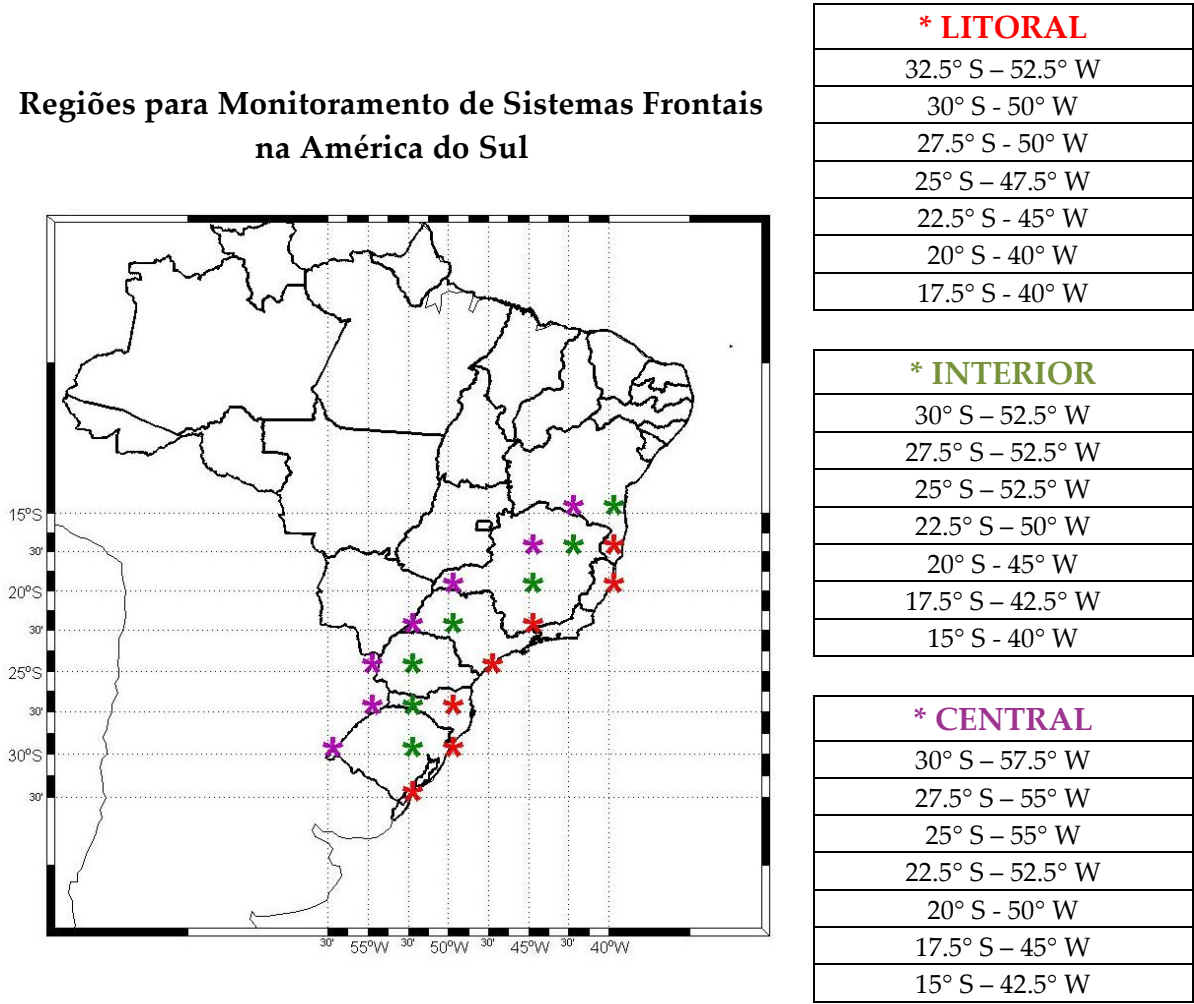 Regiões para Monitoramento de Sistemas Frontais
na América do Sul
15°S
30'
20°S
30'
25°S
30'
30°S
30'
30'
55°W
30'
50°W
30'
45°W
30'
40°W
* LITORAL
32.5° S – 52.5° W
30° S - 50° W
27.5° S - 50° W
25° S – 47.5° W
22.5° S - 45° W
20° S - 40° W
17.5° S - 40° W
* INTERIOR
30° S – 52.5° W
27.5° S – 52.5° W
25° S – 52.5° W
22.5° S – 50° W
20° S - 45° W
17.5° S – 42.5° W
15° S - 40° W
* CENTRAL
30° S – 57.5° W
27.5° S – 55° W
25° S – 55° W
22.5° S – 52.5° W
20° S - 50° W
17.5° S – 45° W
15° S – 42.5° W